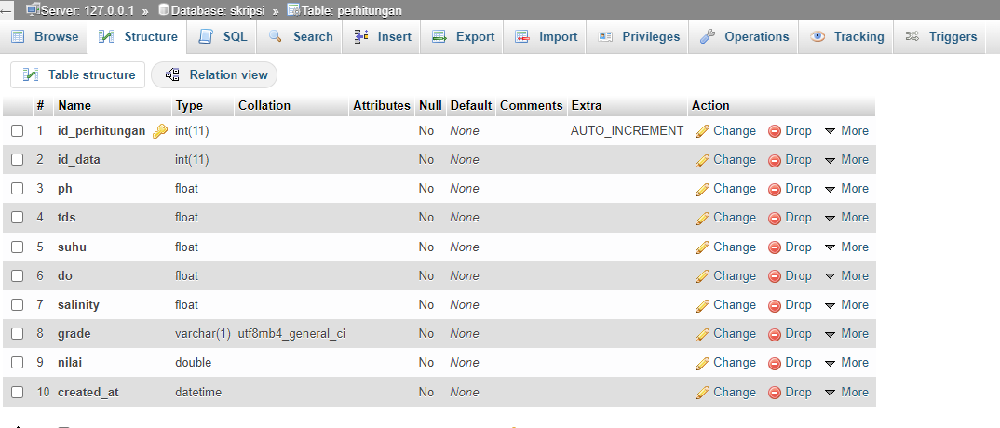 Server: 127.0.0.1 » Database: skripsi » Table: perhitungan
Browse Structure SQL Search Insert Export Import Privileges Operations Tracking Triggers
Table structure Relation view
# Name Type Collation Attributes Null Default Comments Extra Action
1 id_perhitungan int(11) No None AUTO_INCREMENT Change Drop More
2 id_data int(11) No None Change Drop More
3 ph float No None Change Drop More
4 tds float No None Change Drop More
5 suhu float No None Change Drop More
6 do float No None Change Drop More
7 salinity float No None Change Drop More
8 grade varchar(1) utf8mb4_general_ci No None Change Drop More
9 nilai double No None Change Drop More
10 created_at datetime No None Change Drop More